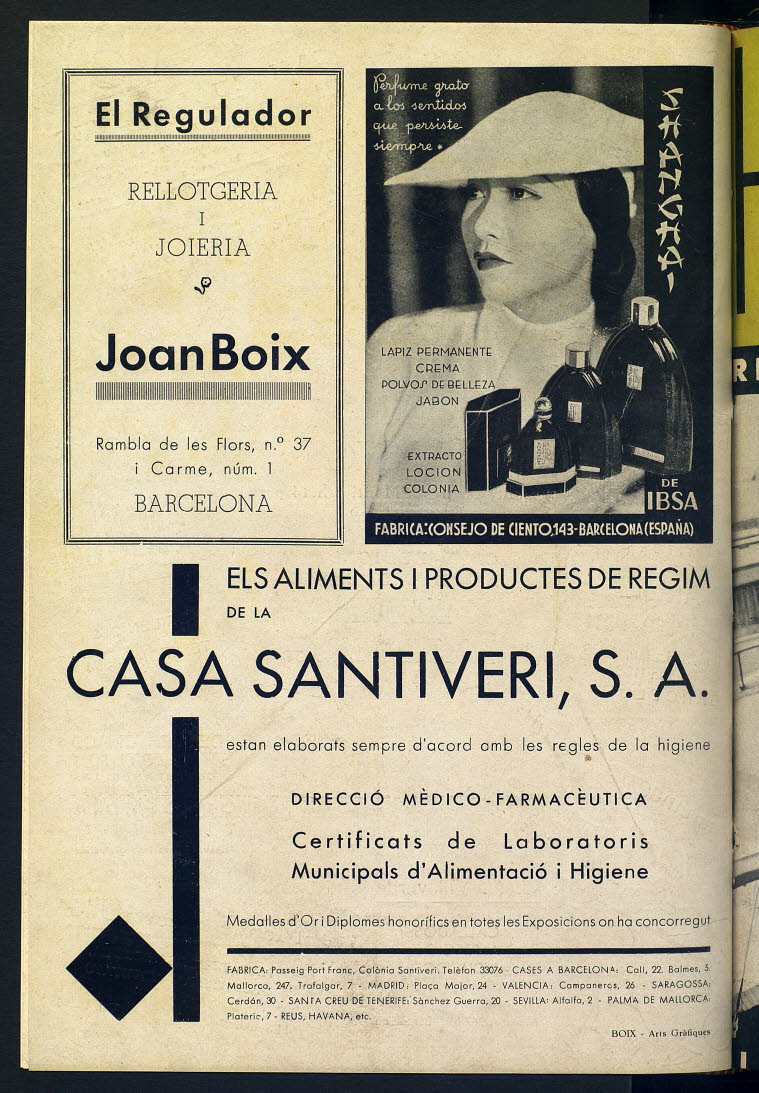 El Regulador
RELLOTGERIA
I
JOIERIA
Joan Boix
Rambla de les Flors, n.º 37
i Carme, núm. 1
BARCELONA
Perfume grato
a los sentidos
que persiste
siempre
SHANGHAI
LAPIZ PERMANENTE
CREMA
POLVOS DE BELLEZA
JABON
EXTRACTO
LOCION
COLONIA
DE
IBSA
FABRICA: CONSEJO DE CIENTO, 143-BARCELONA (ESPAÑA)
ELS ALIMENTS I PRODUCTES DE REGIM
DE LA
CASA SANTIVERI, S. A.
estan elaborats sempre d'acord amb les regles de la higiene
DIRECCIÓ MÈDICO-FARMACÈUTICA
Certificats de Laboratoris
Municipals d'Alimentació i Higiene
Medalles d'Or i Diplomes honorífics en totes les Exposicions on ha concorregut
FABRICA: Passeig Port Franc, Colònia Santiveri. Telèfon 33076 - CASES A BARCELONA: Call, 22. Balmes, 5.
Mallorca, 247. Trafalgar, 7 - MADRID: Plaça Major, 24 - VALENCIA: Campaneros, 26 - SARAGOSSA:
Cerdán, 30 - SANTA CREU DE TENERIFE: Sànchez Guerra, 20 - SEVILLA: Alfalfa, 2 - PALMA DE MALLORCA:
Plateria, 7 - REUS, HAVANA, etc.
BOIX - Arts Gràfiques